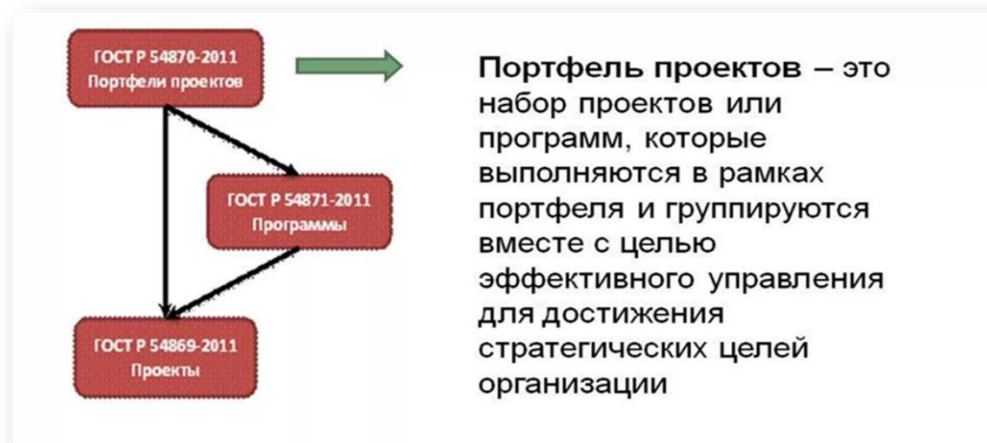 ГОСТ Р 54870-2011
Портфели проектов
ГОСТ Р 54871-2011
Программы
ГОСТ Р 54869-2011
Проекты
Портфель проектов – это
набор проектов или
программ, которые
выполняются в рамках
портфеля и группируются
вместе с целью
эффективного управления
для достижения
стратегических целей
организации